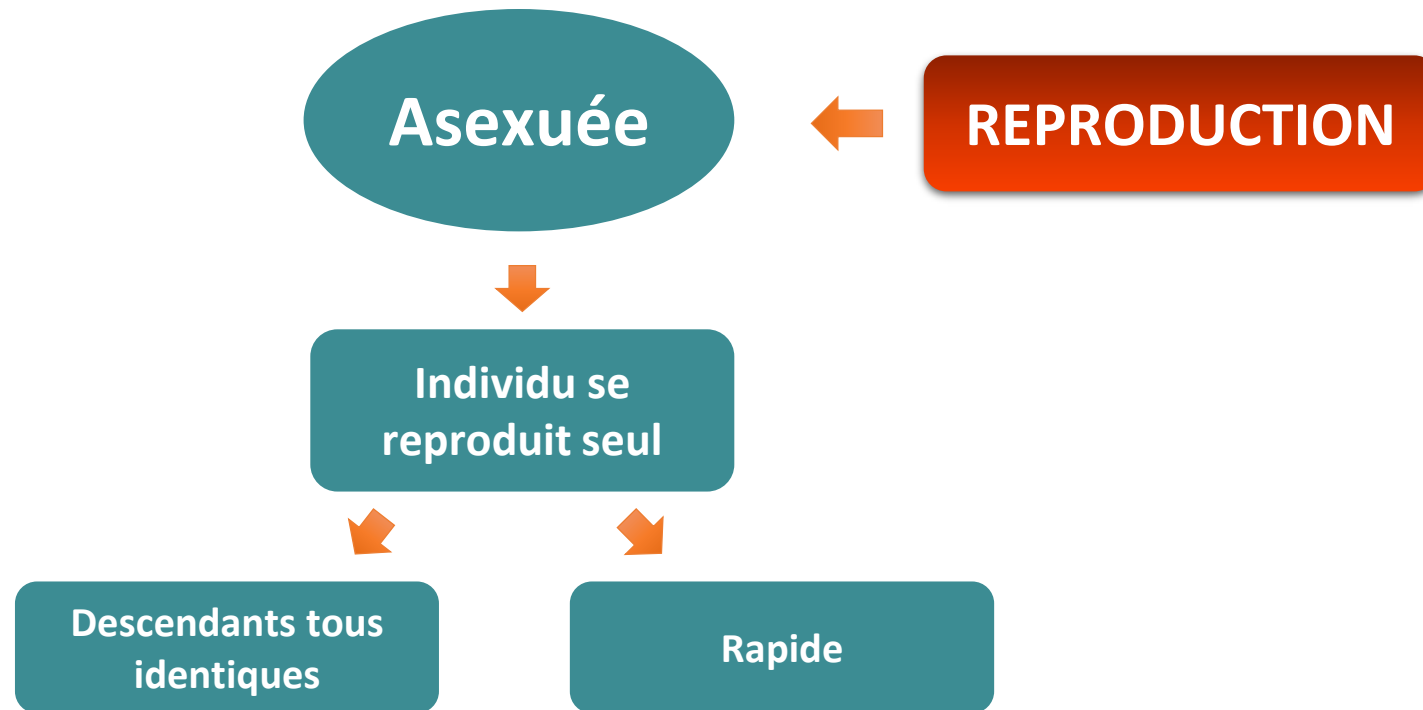 Asexuée
REPRODUCTION
Individu se
reproduit seul
Descendants tous
identiques
Rapide